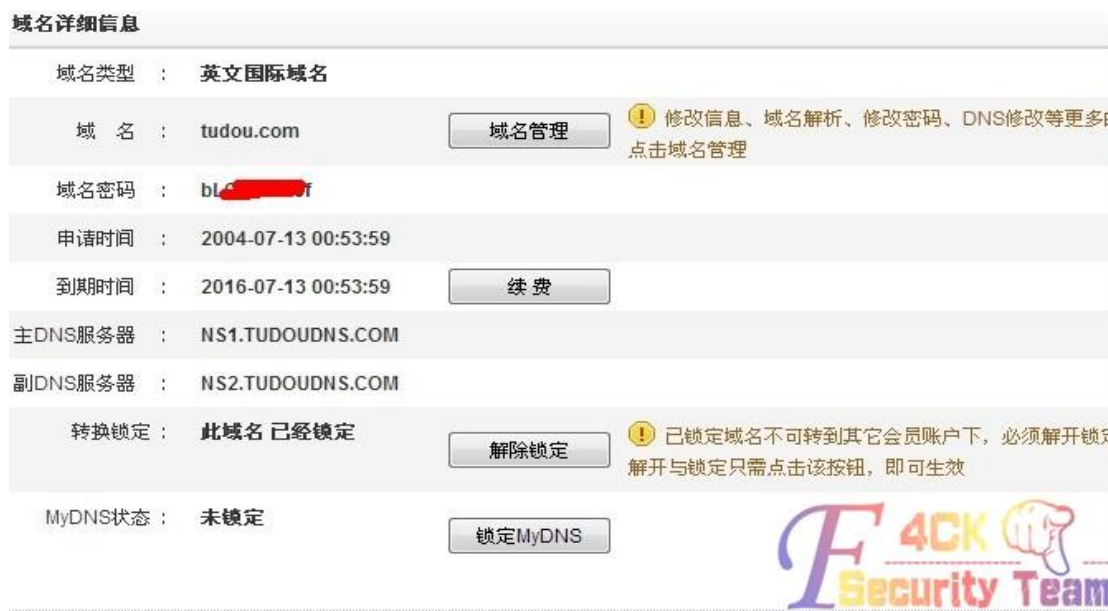 域名详细信息
域名类型 : 英文国际域名
域 名 : tudou.com 域名管理 修改信息、域名解析、修改密码、DNS修改等更多
点击域名管理
域名密码 :
申请时间 : 2004-07-13 00:53:59
到期时间 : 2016-07-13 00:53:59 续 费
主DNS服务器 : NS1.TUDOUDNS.COM
副DNS服务器 : NS2.TUDOUDNS.COM
转换锁定 : 此域名 已经锁定 解除锁定 已锁定域名不可转到其它会员账户下，必须解开锁定
解开与锁定只需点击该按钮，即可生效
MyDNS状态 : 未锁定 锁定MyDNS
F4CK
Security Team